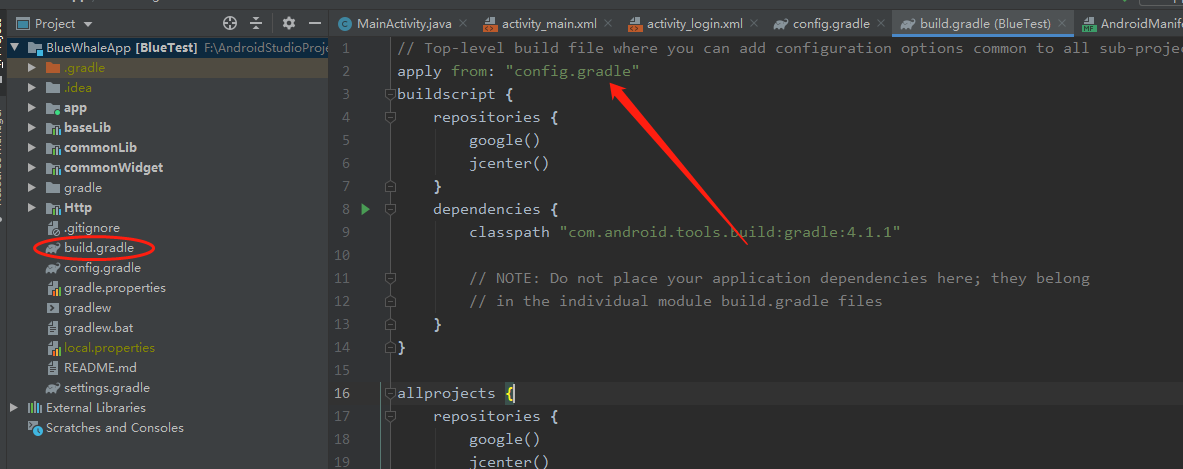 Project
BlueWhaleApp [BlueTest] F:\AndroidStudioProje
.gradle
.idea
app
baseLib
commonLib
commonWidget
gradle
Http
.gitignore
build.gradle
config.gradle
gradle.properties
gradlew
gradlew.bat
local.properties
README.md
settings.gradle
External Libraries
Scratches and Consoles
MainActivity.java activity_main.xml activity_login.xml config.gradle build.gradle (BlueTest) AndroidManife
1 // Top-level build file where you can add configuration options common to all sub-projec
2 apply from: "config.gradle"
3 buildscript {
4 repositories {
5 google()
6 jcenter()
7 }
8 dependencies {
9 classpath "com.android.tools.build:gradle:4.1.1"
10
11 // NOTE: Do not place your application dependencies here; they belong
12 // in the individual module build.gradle files
13 }
14 }
15
16 allprojects {
17 repositories {
18 google()
19 jcenter()